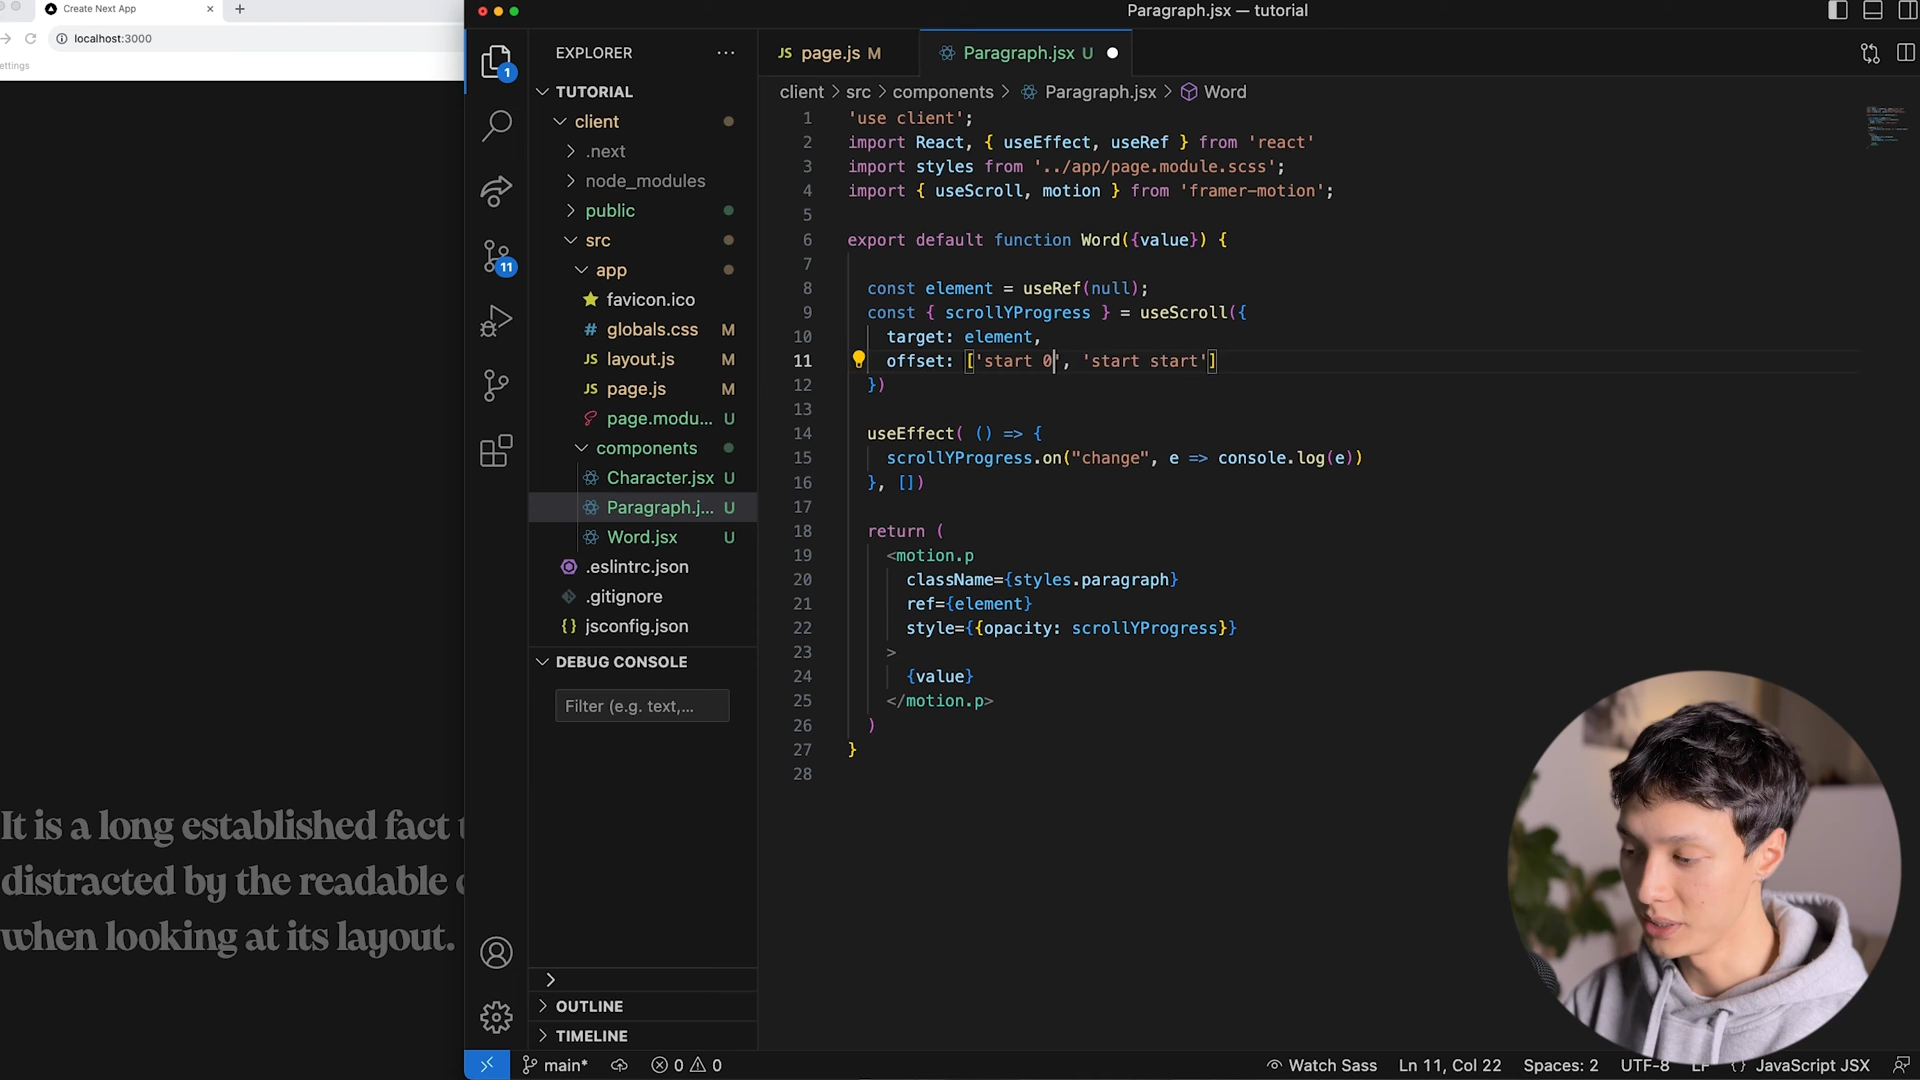 Create Next App
localhost:3000
ettings
It is a long established fact
distracted by the readable
when looking at its layout.
Paragraph.jsx — tutorial
EXPLORER
TUTORIAL
client
.next
node_modules
public
src
app
favicon.ico
globals.css M
layout.js M
page.js M
page.modu... U
components
Character.jsx U
Paragraph.j... U
Word.jsx U
.eslintrc.json
.gitignore
jsconfig.json
DEBUG CONSOLE
Filter (e.g. text,...
OUTLINE
TIMELINE
1
11
JS page.js M
Paragraph.jsx U
client > src > components > Paragraph.jsx > Word
1 'use client';
2 import React, { useEffect, useRef } from 'react'
3 import styles from '../app/page.module.scss';
4 import { useScroll, motion } from 'framer-motion';
5
6 export default function Word({value}) {
7
8 const element = useRef(null);
9 const { scrollYProgress } = useScroll({
10 target: element,
11 offset: ['start 0', 'start start']
12 })
13
14 useEffect( () => {
15 scrollYProgress.on("change", e => console.log(e))
16 }, [])
17
18 return (
19 <motion.p
20 className={styles.paragraph}
21 ref={element}
22 style={{opacity: scrollYProgress}}
23 >
24 {value}
25 </motion.p>
26 )
27 }
28
main* 0 0 Watch Sass Ln 11, Col 22 Spaces: 2 UTF-8 LF JavaScript JSX